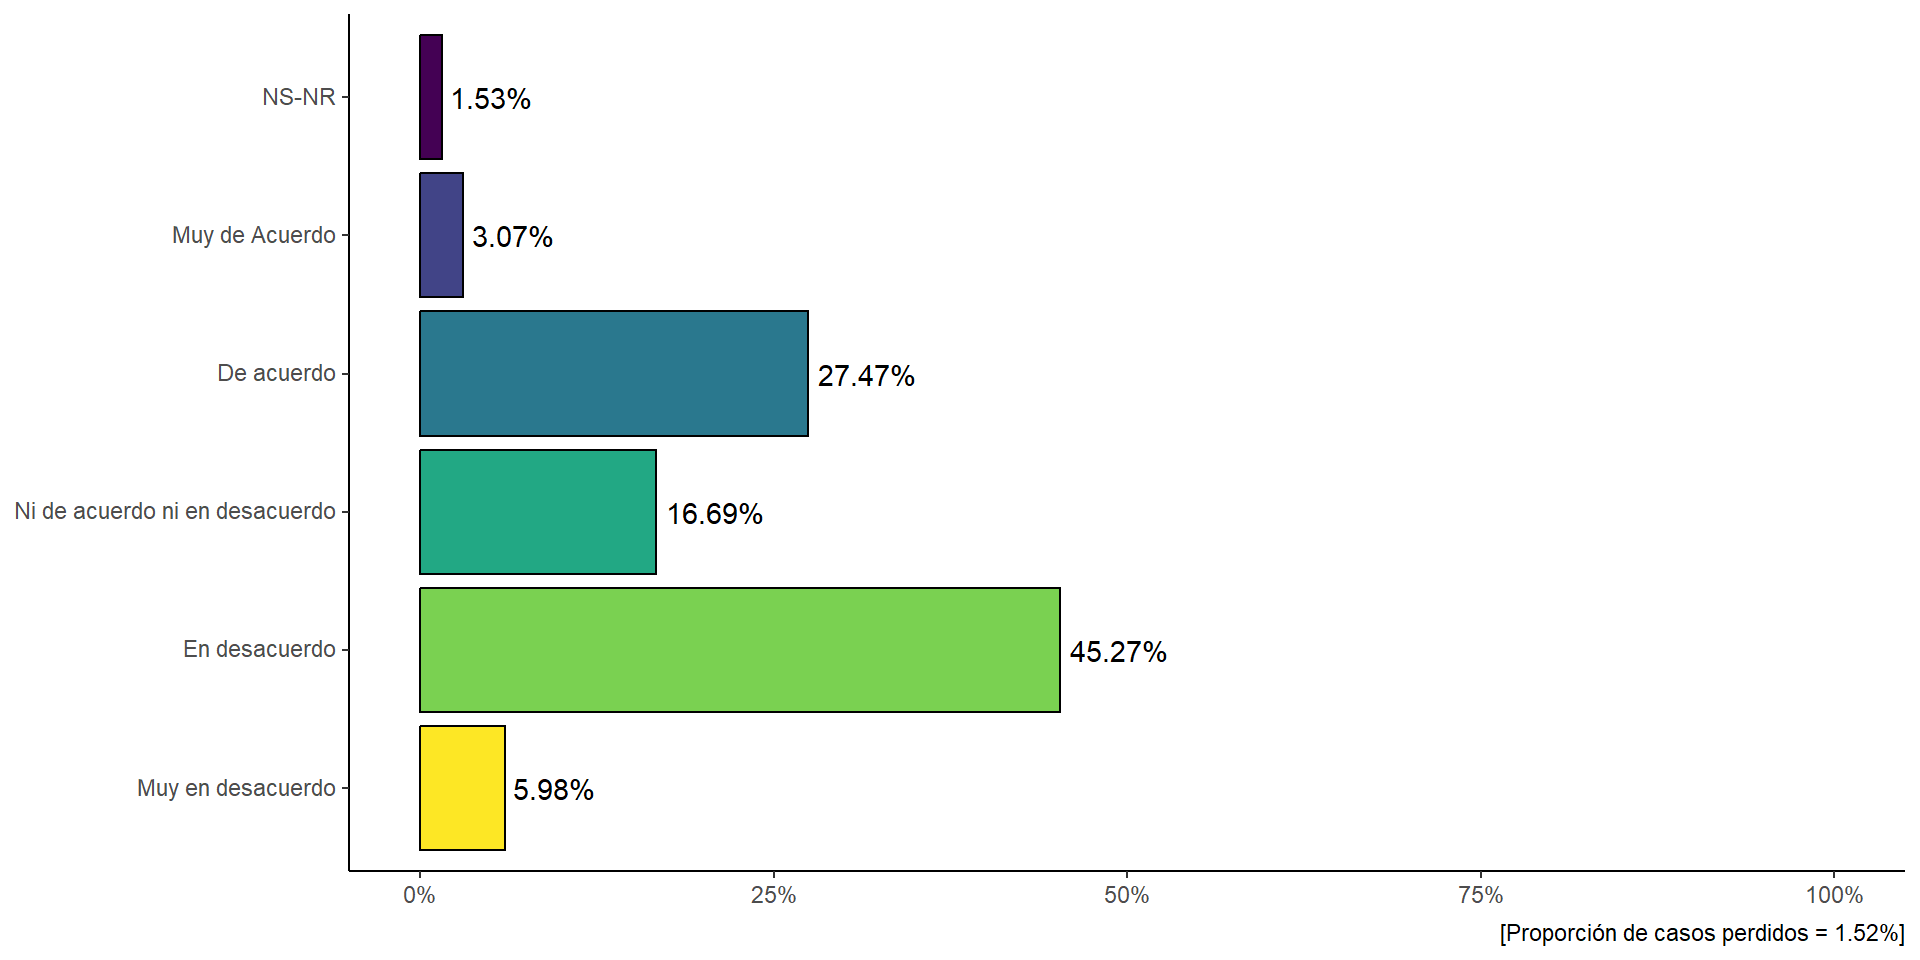 NS-NR
1.53%
Muy de Acuerdo
3.07%
De acuerdo
27.47%
Ni de acuerdo ni en desacuerdo
16.69%
En desacuerdo
45.27%
Muy en desacuerdo
5.98%
0% 25% 50% 75% 100%
[Proporción de casos perdidos = 1.52%]